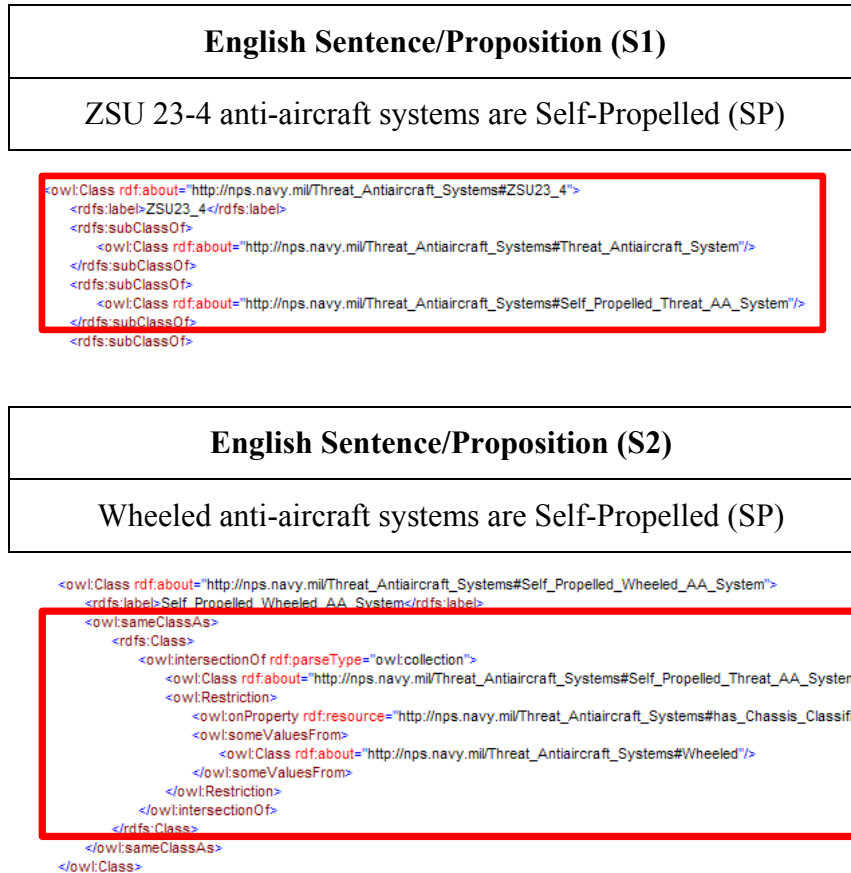 English Sentence/Proposition (S1)
ZSU 23-4 anti-aircraft systems are Self-Propelled (SP)
<owl:Class rdf:about="http://nps.navy.mil/Threat_Antiaircraft_Systems#ZSU23_4">
<rdfs:label>ZSU23_4</rdfs:label>
<rdfs:subClassOf>
<owl:Class rdf:about="http://nps.navy.mil/Threat_Antiaircraft_Systems#Threat_Antiaircraft_System"/>
</rdfs:subClassOf>
<rdfs:subClassOf>
<owl:Class rdf:about="http://nps.navy.mil/Threat_Antiaircraft_Systems#Self_Propelled_Threat_AA_System"/>
</rdfs:subClassOf>
<rdfs:subClassOf>
English Sentence/Proposition (S2)
Wheeled anti-aircraft systems are Self-Propelled (SP)
<owl:Class rdf:about="http://nps.navy.mil/Threat_Antiaircraft_Systems#Self_Propelled_Wheeled_AA_System">
<rdfs:label>Self_Propelled_Wheeled_AA_System</rdfs:label>
<owl:sameClassAs>
<rdfs:Class>
<owl:intersectionOf rdf:parseType="owl:collection">
<owl:Class rdf:about="http://nps.navy.mil/Threat_Antiaircraft_Systems#Self_Propelled_Threat_AA_System
<owl:Restriction>
<owl:onProperty rdf:resource="http://nps.navy.mil/Threat_Antiaircraft_Systems#has_Chassis_Classifi
<owl:someValuesFrom>
<owl:Class rdf:about="http://nps.navy.mil/Threat_Antiaircraft_Systems#Wheeled"/>
</owl:someValuesFrom>
</owl:Restriction>
</owl:intersectionOf>
</rdfs:Class>
</owl:sameClassAs>
</owl:Class>